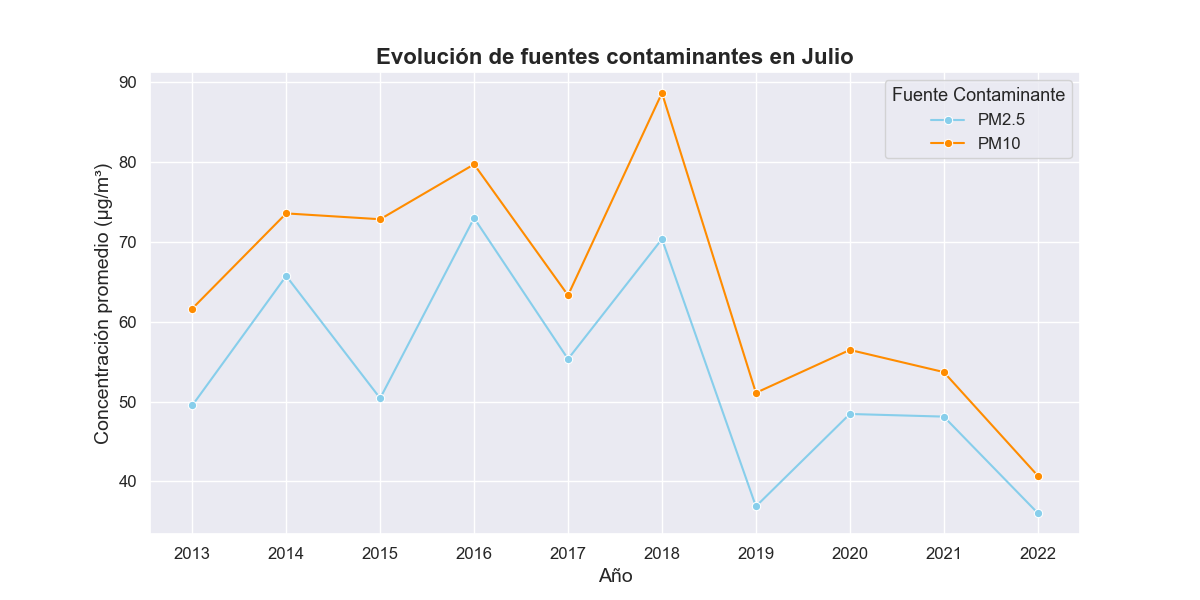 Evolución de fuentes contaminantes en Julio
Fuente Contaminante
PM2.5
PM10
Concentración promedio (µg/m³)
90
80
70
60
50
40
2013 2014 2015 2016 2017 2018 2019 2020 2021 2022
Año